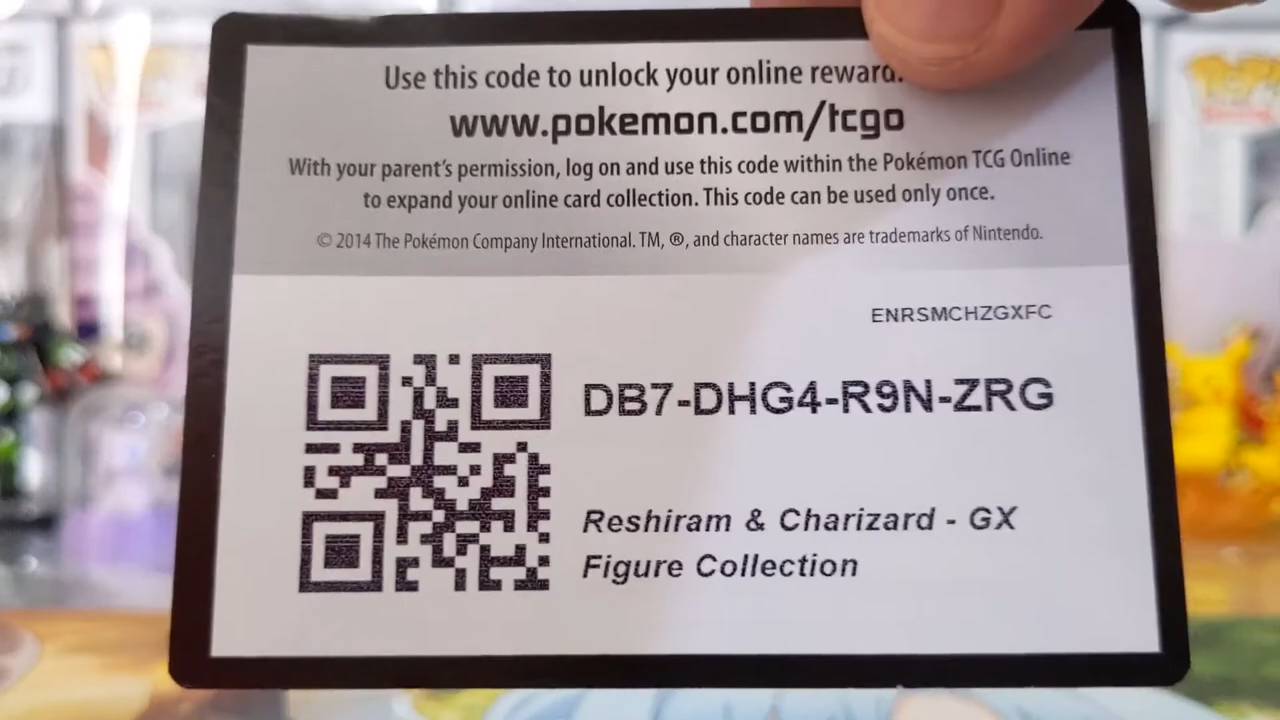 Use this code to unlock your online reward.
www.pokemon.com/tcgo
With your parent's permission, log on and use this code within the Pokémon TCG Online
to expand your online card collection. This code can be used only once.
© 2014 The Pokémon Company International. TM, ®, and character names are trademarks of Nintendo.
ENRSMCHZGXFC
DB7-DHG4-R9N-ZRG
Reshiram & Charizard - GX
Figure Collection